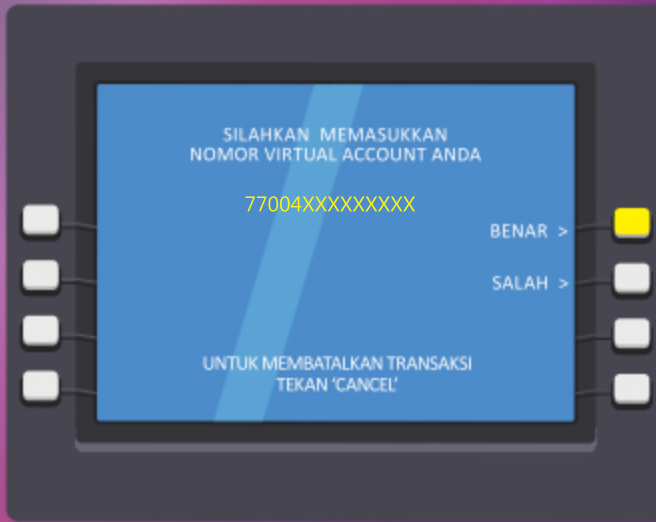 SILAHKAN MEMASUKKAN
NOMOR VIRTUAL ACCOUNT ANDA
77004XXXXXXXXX
BENAR >
SALAH >
UNTUK MEMBATALKAN TRANSAKSI
TEKAN 'CANCEL'